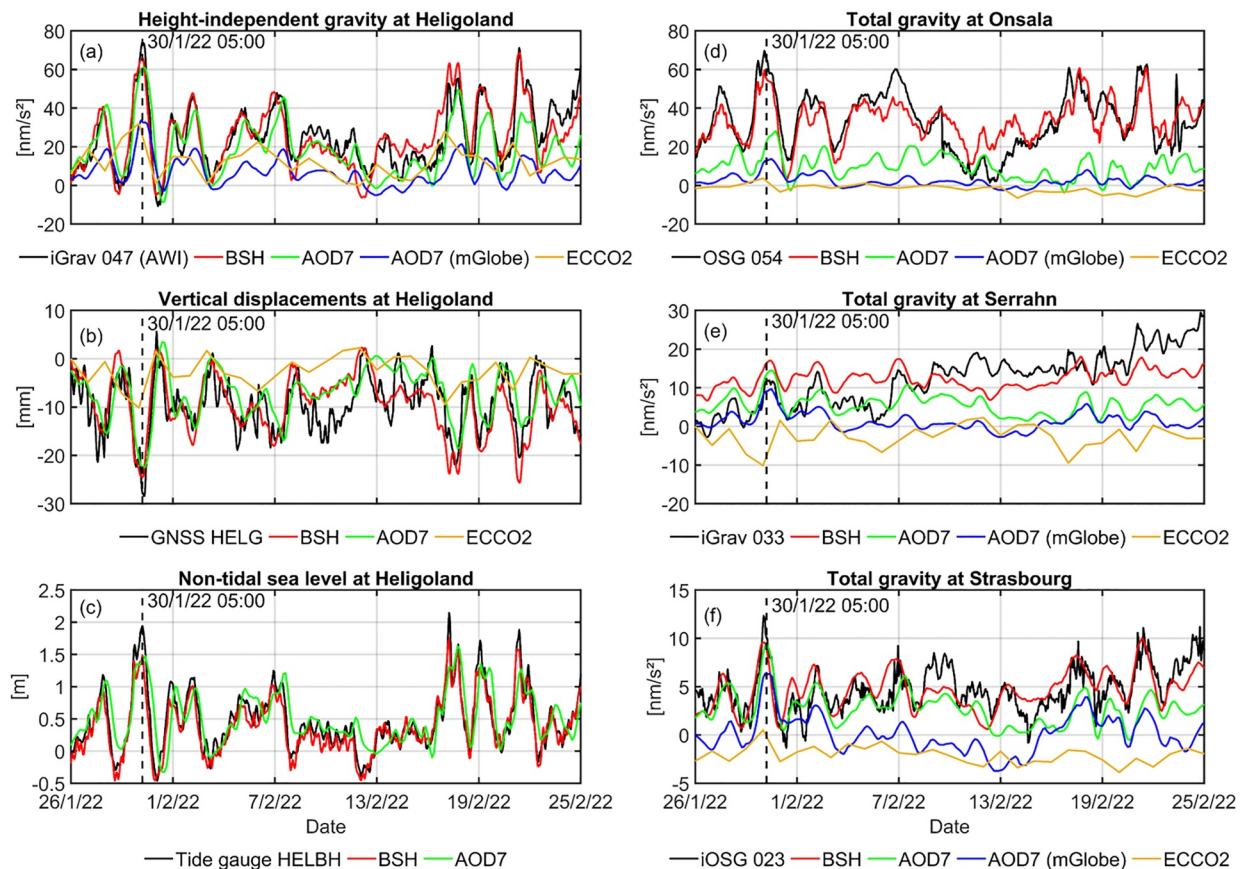 Height-independent gravity at Heligoland
80
60
40
20
0
-20
[nm/s²]
(a)
30/1/22 05:00
iGrav 047 (AWI) BSH AOD7 AOD7 (mGlobe) ECCO2
Vertical displacements at Heligoland
10
0
-10
-20
-30
[mm]
(b)
30/1/22 05:00
GNSS HELG BSH AOD7 ECCO2
Non-tidal sea level at Heligoland
2.5
2
1.5
1
0.5
0
-0.5
[m]
(c)
30/1/22 05:00
26/1/22 1/2/22 7/2/22 13/2/22 19/2/22 25/2/22
Date
Tide gauge HELBH BSH AOD7
Total gravity at Onsala
80
60
40
20
0
-20
[nm/s²]
(d)
30/1/22 05:00
OSG 054 BSH AOD7 AOD7 (mGlobe) ECCO2
Total gravity at Serrahn
30
20
10
0
-10
-20
[nm/s²]
(e)
30/1/22 05:00
iGrav 033 BSH AOD7 AOD7 (mGlobe) ECCO2
Total gravity at Strasbourg
15
10
5
0
-5
[nm/s²]
(f)
30/1/22 05:00
26/1/22 1/2/22 7/2/22 13/2/22 19/2/22 25/2/22
Date
iOSG 023 BSH AOD7 AOD7 (mGlobe) ECCO2